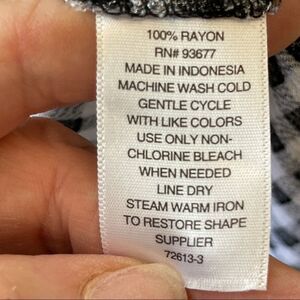 100% RAYON
RN# 93677
MADE IN INDONESIA
MACHINE WASH COLD
GENTLE CYCLE
WITH LIKE COLORS
USE ONLY NON-
CHLORINE BLEACH
WHEN NEEDED
LINE DRY
STEAM WARM IRON
TO RESTORE SHAPE
SUPPLIER
72613-3